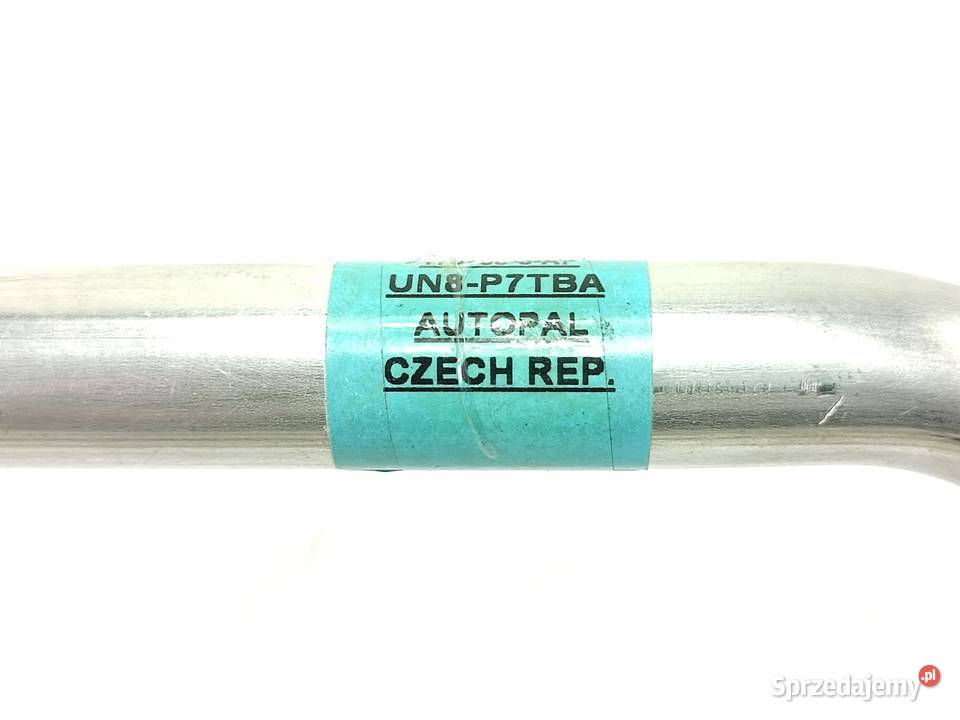 UN8-P7TBA
AUTOPAL
CZECH REP.
Sprzedajemy.pl